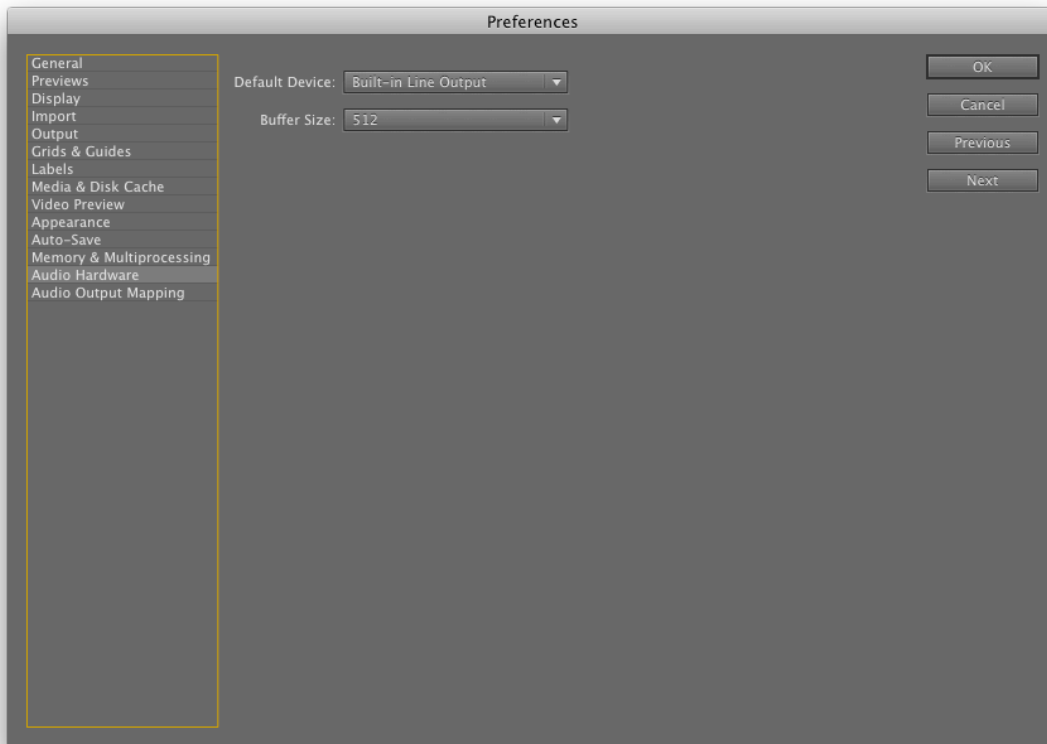 Preferences
General
Previews
Display
Import
Output
Grids & Guides
Labels
Media & Disk Cache
Video Preview
Appearance
Auto-Save
Memory & Multiprocessing
Audio Hardware
Audio Output Mapping
Default Device: Built-in Line Output
Buffer Size: 512
OK
Cancel
Previous
Next